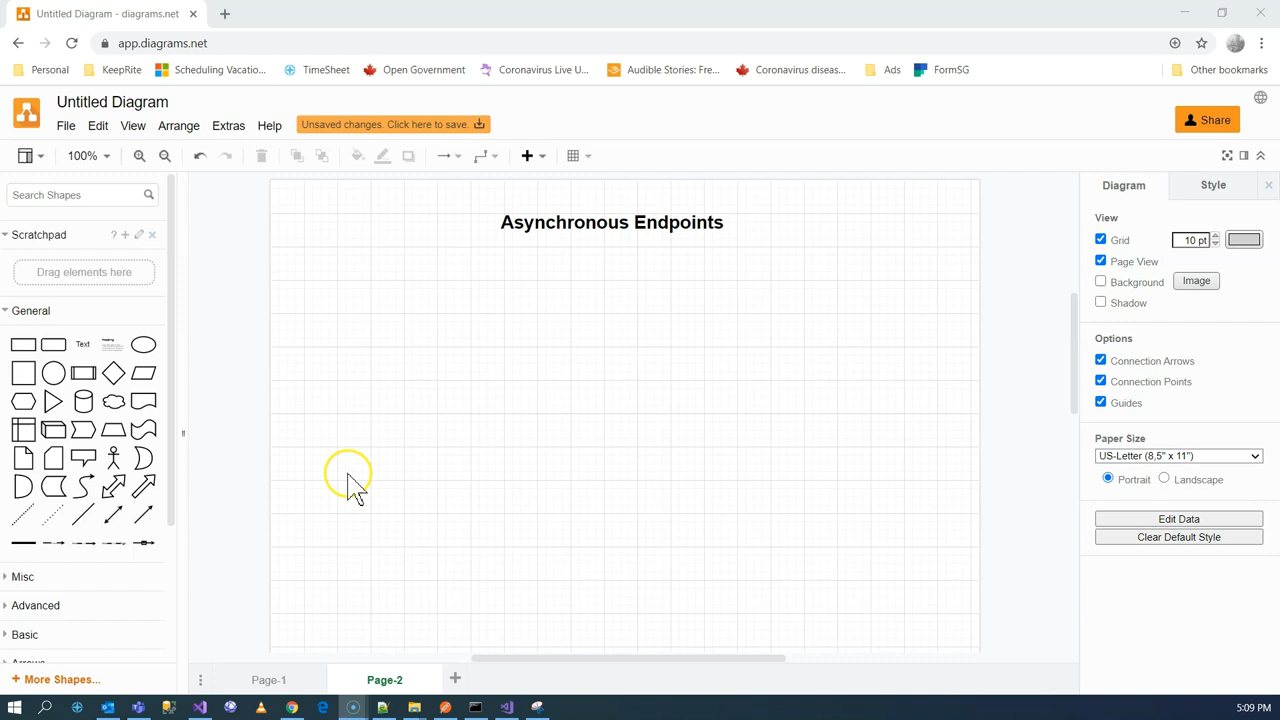 Untitled Diagram - diagrams.net
app.diagrams.net
Personal KeepRite Scheduling Vacatio... TimeSheet Open Government Coronavirus Live U... Audible Stories: Fre... Coronavirus diseas... Ads FormSG Other bookmarks
Untitled Diagram
File Edit View Arrange Extras Help Unsaved changes. Click here to save. Share
100%
Search Shapes
Scratchpad ?
Drag elements here
General
Text
Misc
Advanced
Basic
More Shapes...
Asynchronous Endpoints
Diagram Style
View
Grid 10 pt
Page View
Background Image
Shadow
Options
Connection Arrows
Connection Points
Guides
Paper Size
US-Letter (8,5" x 11")
Portrait Landscape
Edit Data
Clear Default Style
Page-1 Page-2
5:09 PM